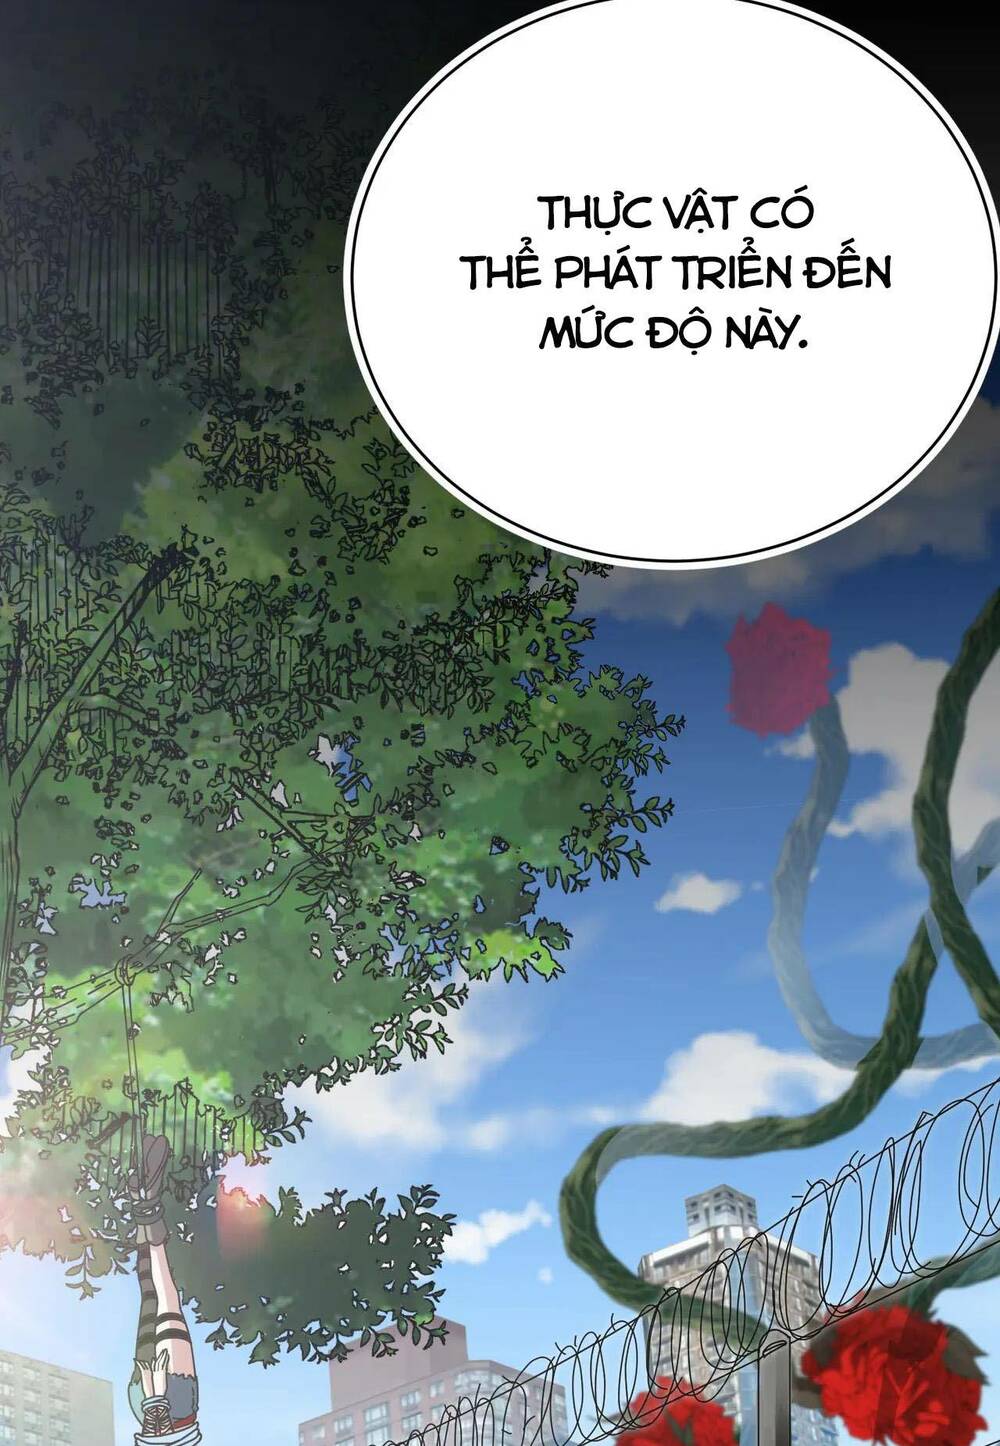 THỰC VẬT CÓ
THỂ PHÁT TRIỂN ĐẾN
MỨC ĐỘ NÀY.